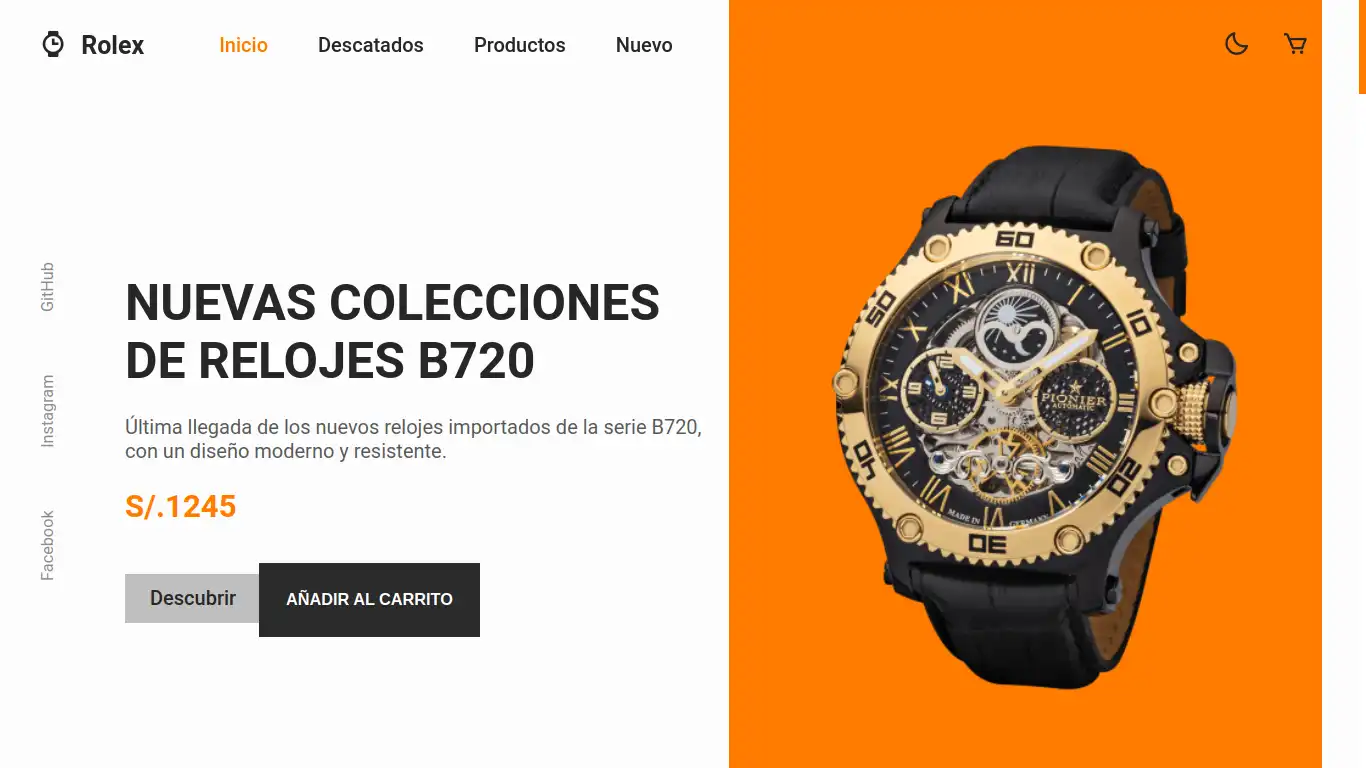 Rolex
Inicio
Descatados
Productos
Nuevo
GitHub
Instagram
Facebook
NUEVAS COLECCIONES
DE RELOJES B720
Última llegada de los nuevos relojes importados de la serie B720,
con un diseño moderno y resistente.
S/.1245
Descubrir
AÑADIR AL CARRITO
60
10
20
30
40
50
XII
PIONIER
AUTOMATIC
MADE IN GERMANY